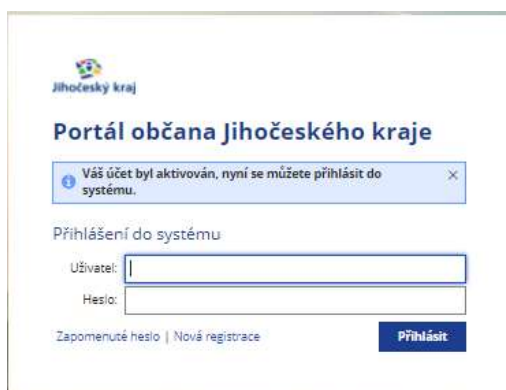 Jihočeský kraj
Portál občana Jihočeského kraje
Váš účet byl aktivován, nyní se můžete přihlásit do
systému.
Přihlášení do systému
Uživatel:
Heslo:
Zapomenuté heslo | Nová registrace
Přihlásit